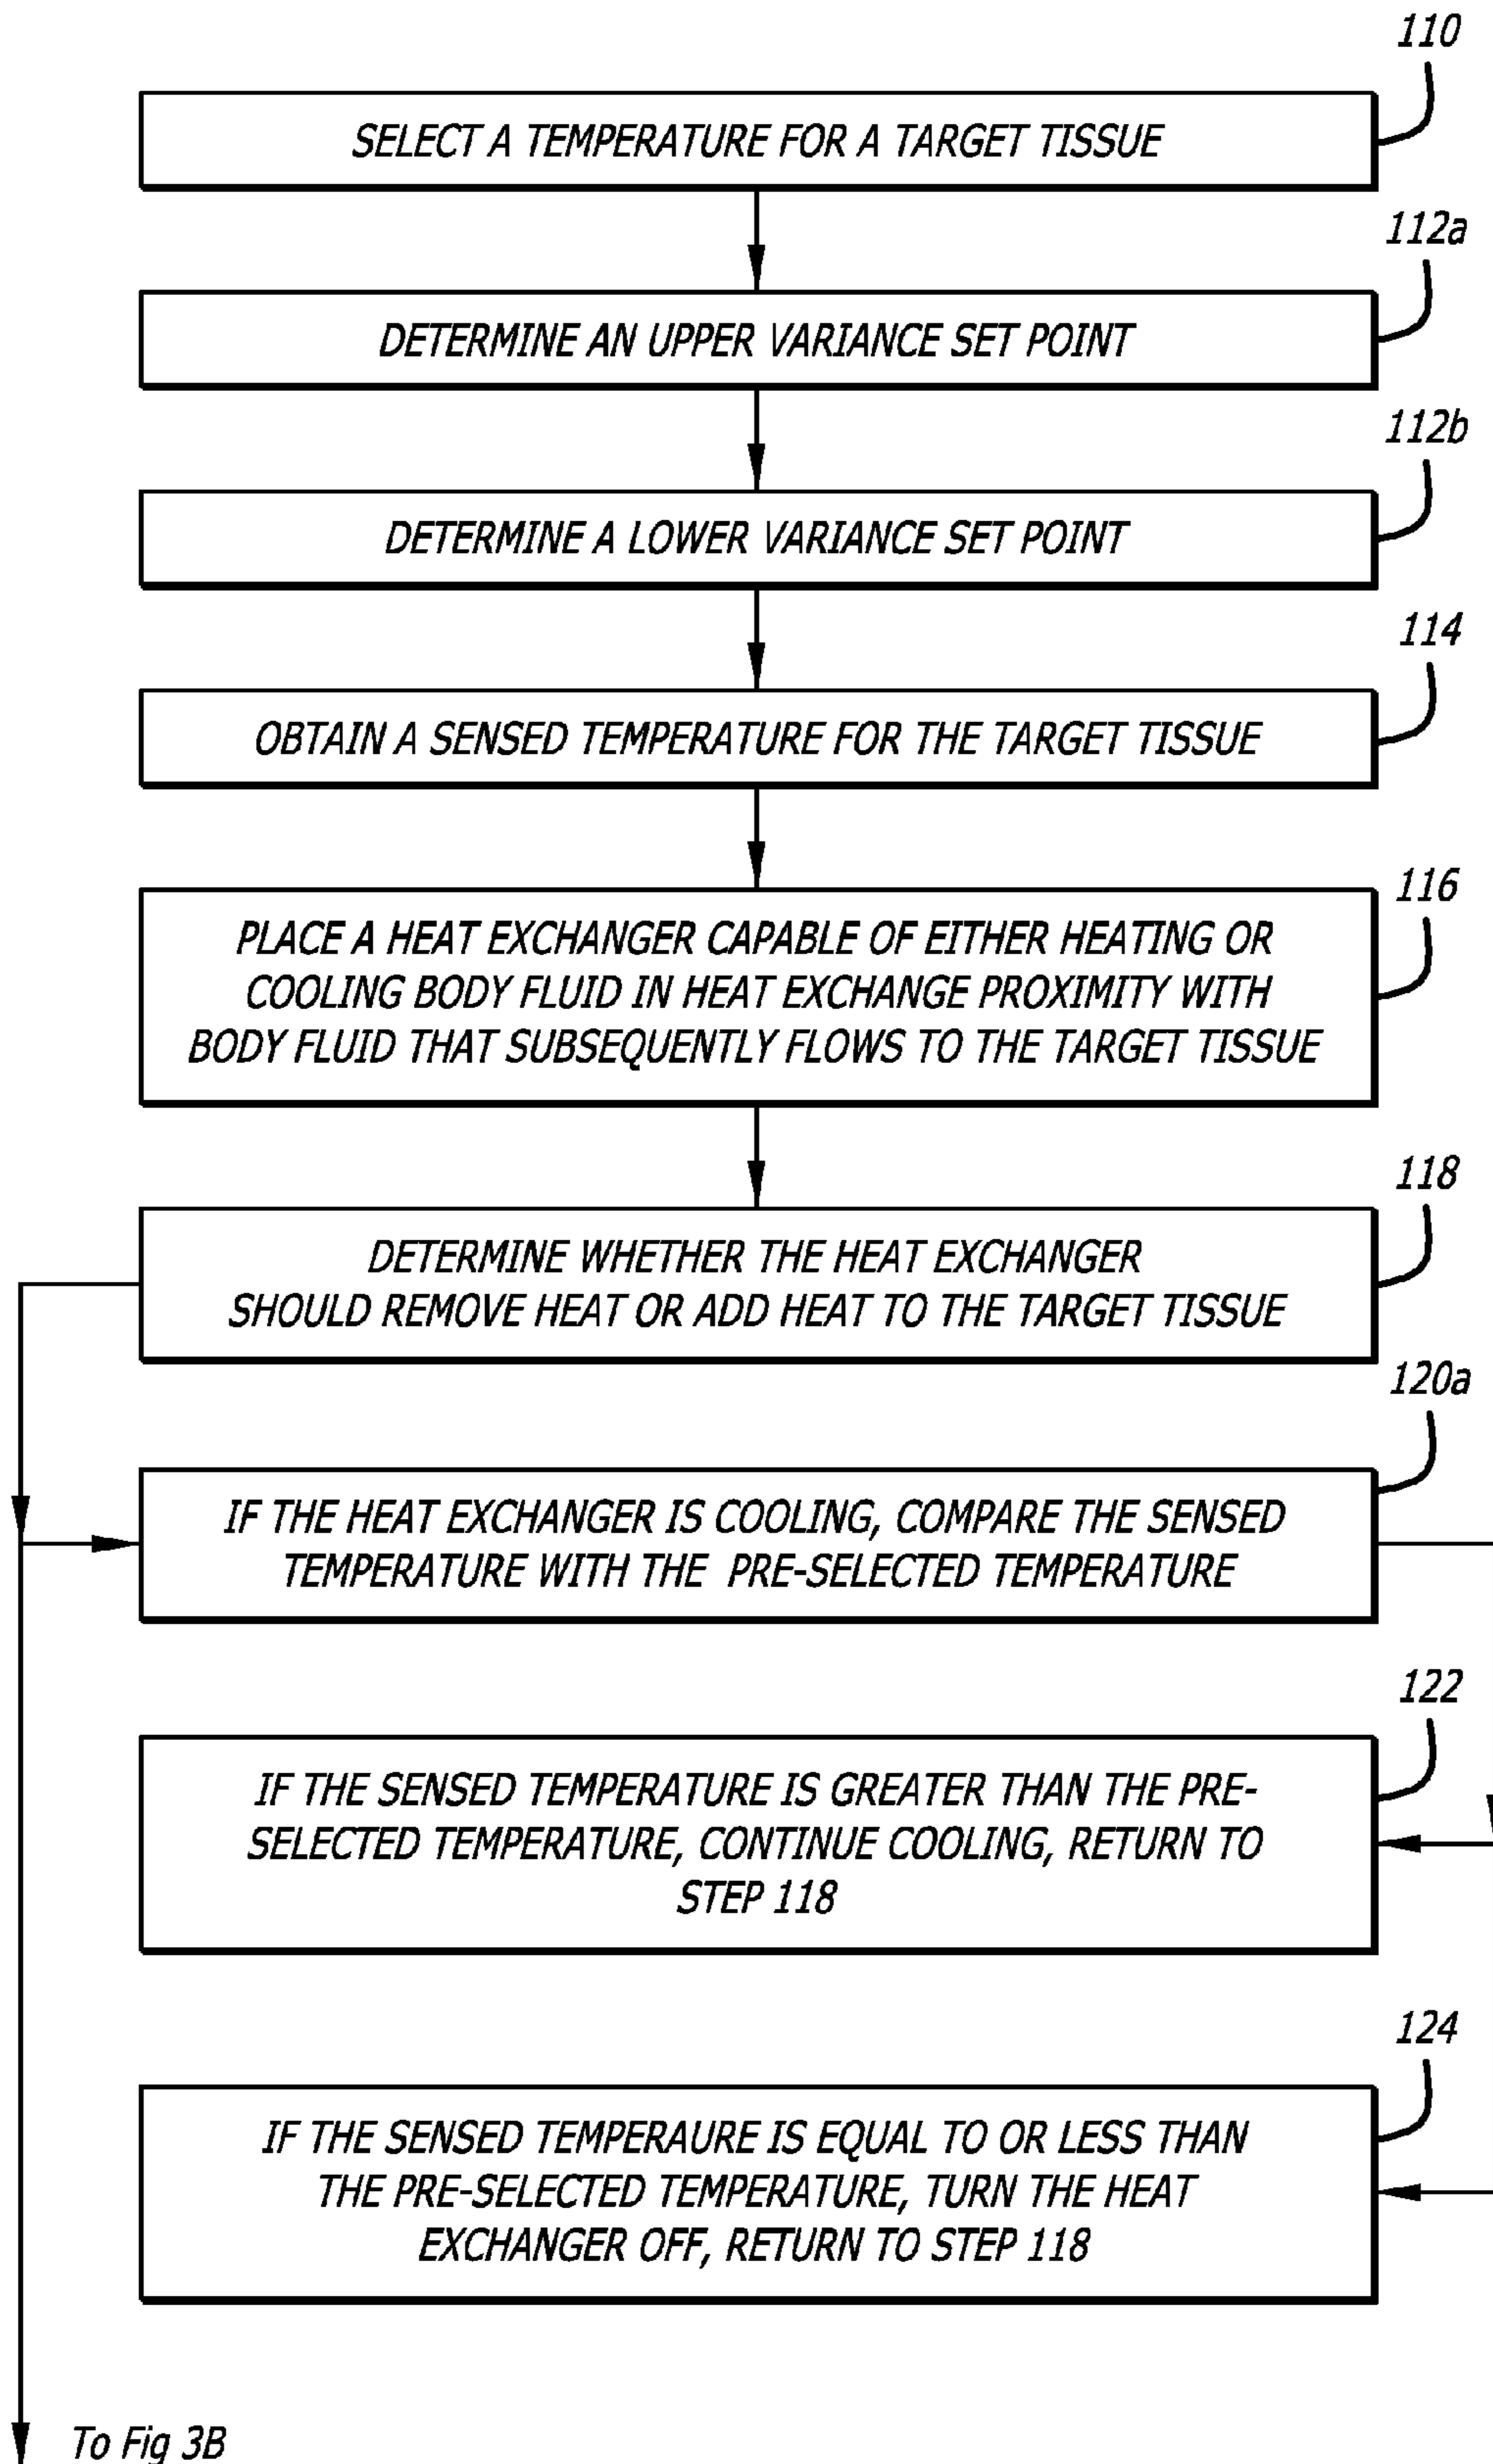 110
SELECT A TEMPERATURE FOR A TARGET TISSUE
112a
DETERMINE AN UPPER VARIANCE SET POINT
112b
DETERMINE A LOWER VARIANCE SET POINT
114
OBTAIN A SENSED TEMPERATURE FOR THE TARGET TISSUE
116
PLACE A HEAT EXCHANGER CAPABLE OF EITHER HEATING OR
COOLING BODY FLUID IN HEAT EXCHANGE PROXIMITY WITH
BODY FLUID THAT SUBSEQUENTLY FLOWS TO THE TARGET TISSUE
118
DETERMINE WHETHER THE HEAT EXCHANGER
SHOULD REMOVE HEAT OR ADD HEAT TO THE TARGET TISSUE
120a
IF THE HEAT EXCHANGER IS COOLING, COMPARE THE SENSED
TEMPERATURE WITH THE PRE-SELECTED TEMPERATURE
122
IF THE SENSED TEMPERATURE IS GREATER THAN THE PRE-
SELECTED TEMPERATURE, CONTINUE COOLING, RETURN TO
STEP 118
124
IF THE SENSED TEMPERAURE IS EQUAL TO OR LESS THAN
THE PRE-SELECTED TEMPERATURE, TURN THE HEAT
EXCHANGER OFF, RETURN TO STEP 118
To Fig 3B